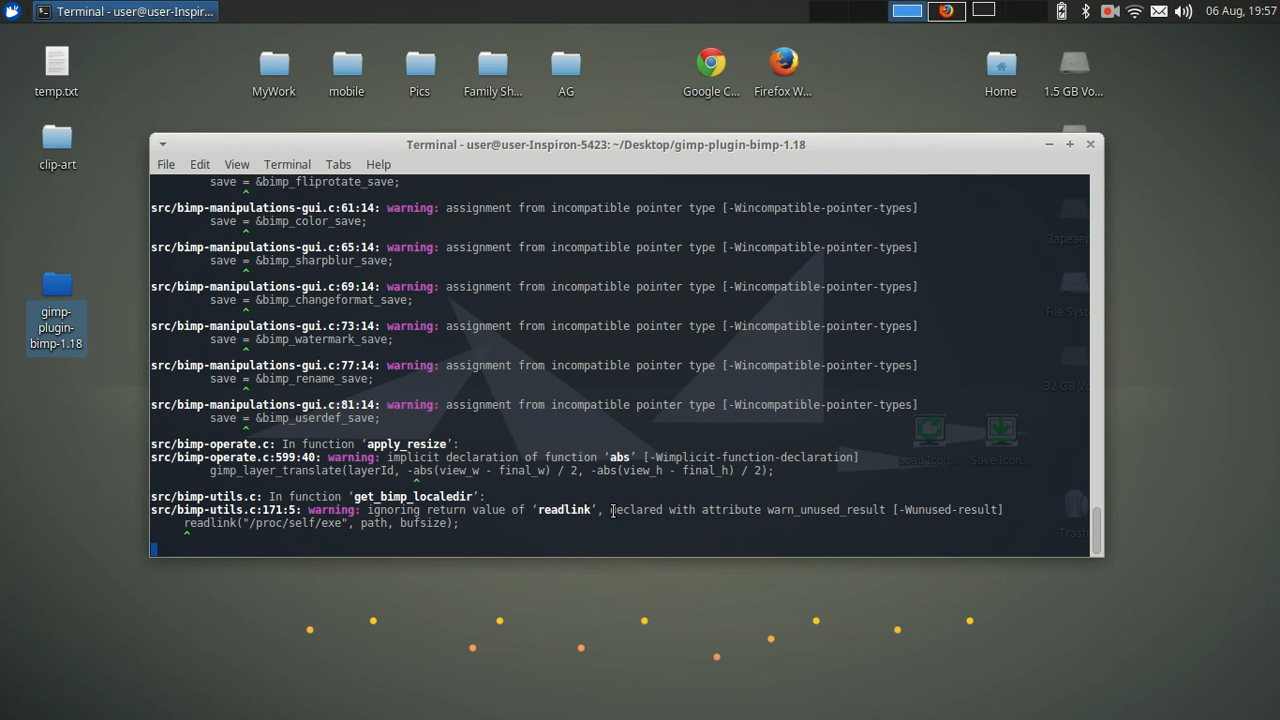 Terminal - user@user-Inspir...
06 Aug, 19:57
temp.txt
MyWork
mobile
Pics
Family Sh...
AG
Google C...
Firefox W...
Home
1.5 GB Vo...
clip-art
gimp-
plugin-
bimp-1.18
Terminal - user@user-Inspiron-5423: ~/Desktop/gimp-plugin-bimp-1.18
File Edit View Terminal Tabs Help
save = &bimp_fliprotate_save;
^
src/bimp-manipulations-gui.c:61:14: warning: assignment from incompatible pointer type [-Wincompatible-pointer-types]
save = &bimp_color_save;
^
src/bimp-manipulations-gui.c:65:14: warning: assignment from incompatible pointer type [-Wincompatible-pointer-types]
save = &bimp_sharpblur_save;
^
src/bimp-manipulations-gui.c:69:14: warning: assignment from incompatible pointer type [-Wincompatible-pointer-types]
save = &bimp_changeformat_save;
^
src/bimp-manipulations-gui.c:73:14: warning: assignment from incompatible pointer type [-Wincompatible-pointer-types]
save = &bimp_watermark_save;
^
src/bimp-manipulations-gui.c:77:14: warning: assignment from incompatible pointer type [-Wincompatible-pointer-types]
save = &bimp_rename_save;
^
src/bimp-manipulations-gui.c:81:14: warning: assignment from incompatible pointer type [-Wincompatible-pointer-types]
save = &bimp_userdef_save;
^
src/bimp-operate.c: In function ‘apply_resize’:
src/bimp-operate.c:599:40: warning: implicit declaration of function ‘abs’ [-Wimplicit-function-declaration]
gimp_layer_translate(layerId, -abs(view_w - final_w) / 2, -abs(view_h - final_h) / 2);
^
src/bimp-utils.c: In function ‘get_bimp_localedir’:
src/bimp-utils.c:171:5: warning: ignoring return value of ‘readlink’, declared with attribute warn_unused_result [-Wunused-result]
readlink("/proc/self/exe", path, bufsize);
^
Зарезер
File Syst
32 GB Vo
Load Icon...
Save Icon...
Trash